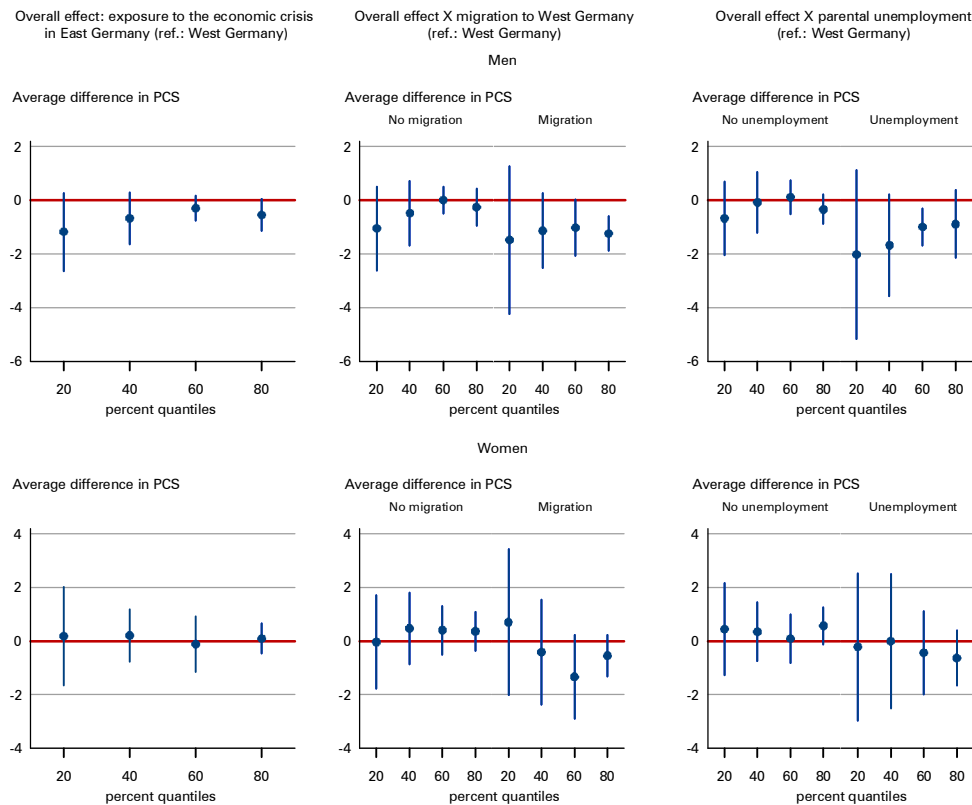 Overall effect: exposure to the economic crisis
in East Germany (ref.: West Germany)
Overall effect X migration to West Germany
(ref.: West Germany)
Overall effect X parental unemployment
(ref.: West Germany)
Men
Average difference in PCS
2
0
-2
-4
-6
20 40 60 80
percent quantiles
Average difference in PCS
No migration Migration
2
0
-2
-4
-6
20 40 60 80 20 40 60 80
percent quantiles
Average difference in PCS
No unemployment Unemployment
2
0
-2
-4
-6
20 40 60 80 20 40 60 80
percent quantiles
Women
Average difference in PCS
4
2
0
-2
-4
20 40 60 80
percent quantiles
Average difference in PCS
No migration Migration
4
2
0
-2
-4
20 40 60 80 20 40 60 80
percent quantiles
Average difference in PCS
No unemployment Unemployment
4
2
0
-2
-4
20 40 60 80 20 40 60 80
percent quantiles